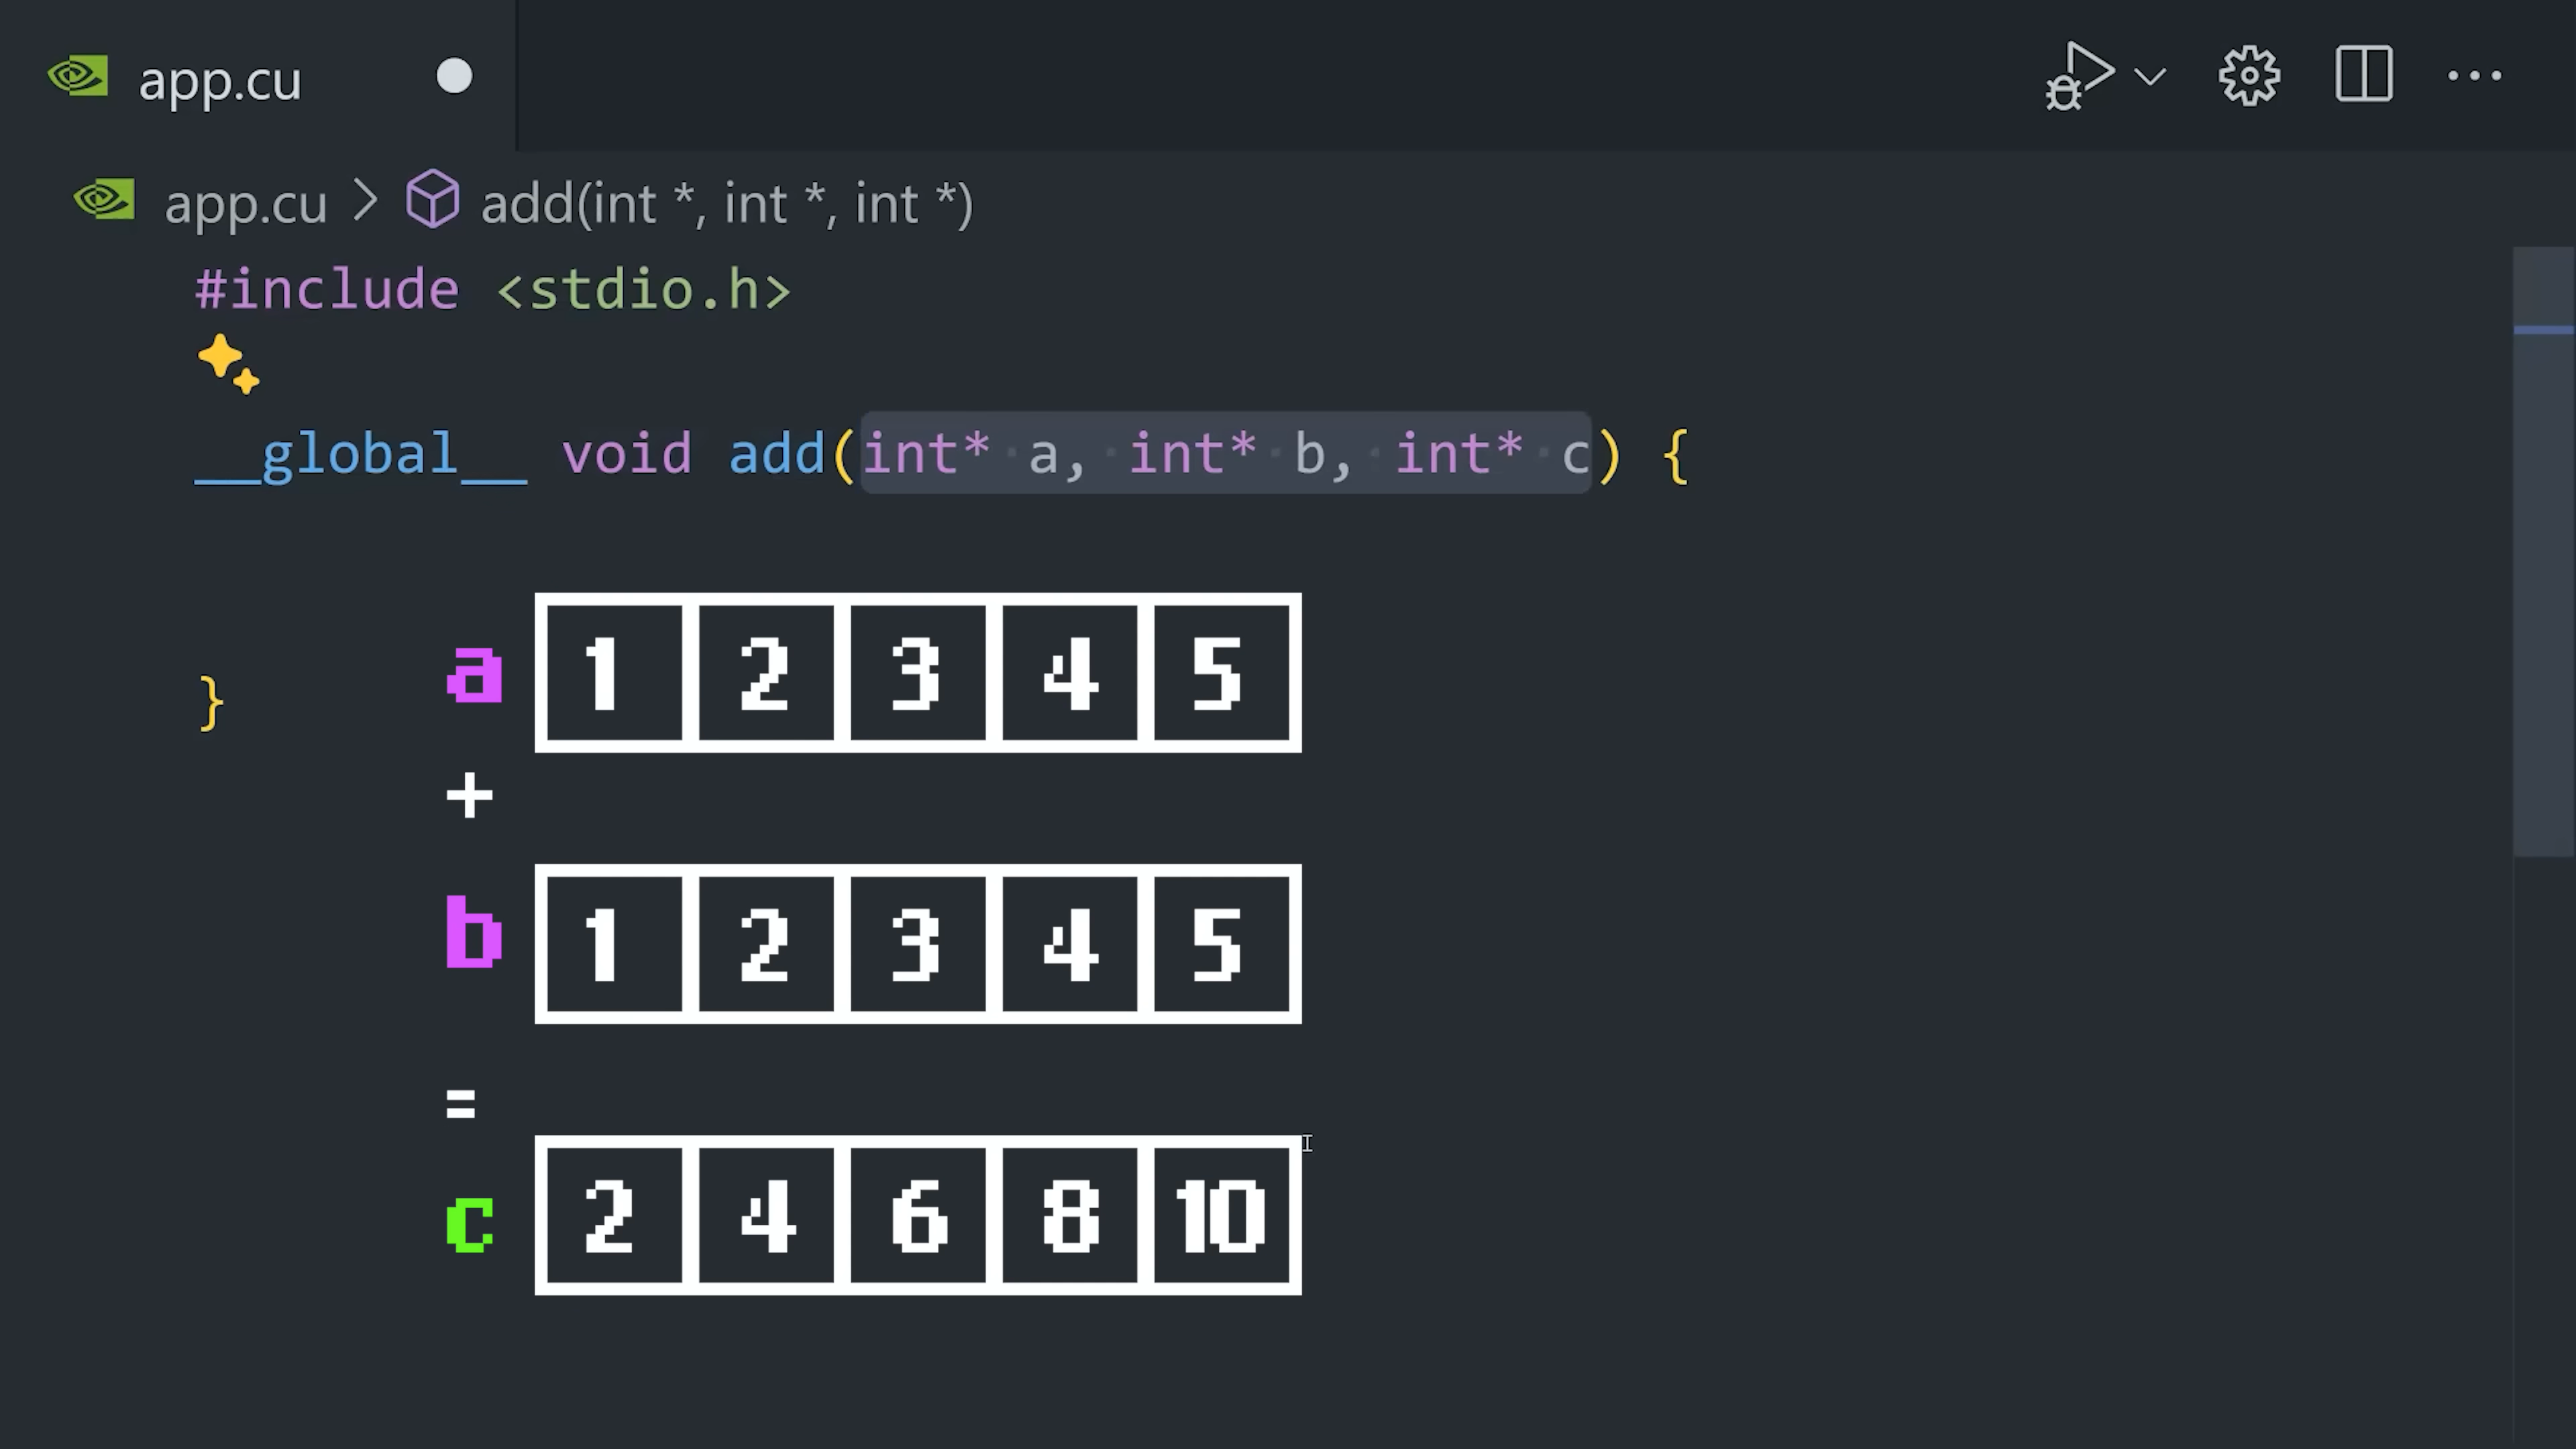 app.cu
app.cu > add(int *, int *, int *)
#include <stdio.h>
__global__ void add(int* a, int* b, int* c) {
a 1 2 3 4 5
}
+
b 1 2 3 4 5
=
c 2 4 6 8 10